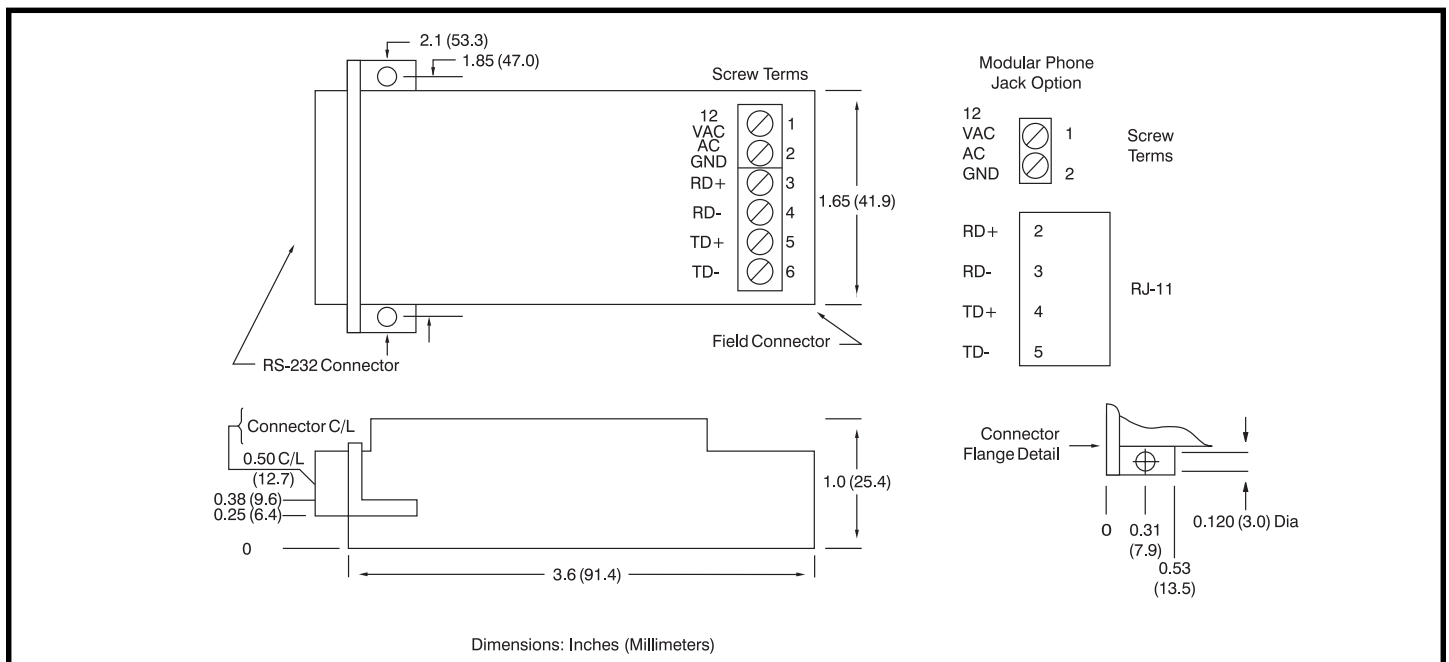 2.1 (53.3)
1.85 (47.0)
Screw Terms
12
VAC
AC
GND
RD+
RD-
TD+
TD-
1
2
3
4
5
6
1.65 (41.9)
RS-232 Connector
Field Connector
Modular Phone
Jack Option
12
VAC
AC
GND
1
2
Screw
Terms
RD+ 2
RD- 3
TD+ 4
TD- 5
RJ-11
Connector C/L
0.50 C/L
(12.7)
0.38 (9.6)
0.25 (6.4)
0
1.0 (25.4)
3.6 (91.4)
Connector
Flange Detail
0
0.31
(7.9)
0.53
(13.5)
0.120 (3.0) Dia
Dimensions: Inches (Millimeters)